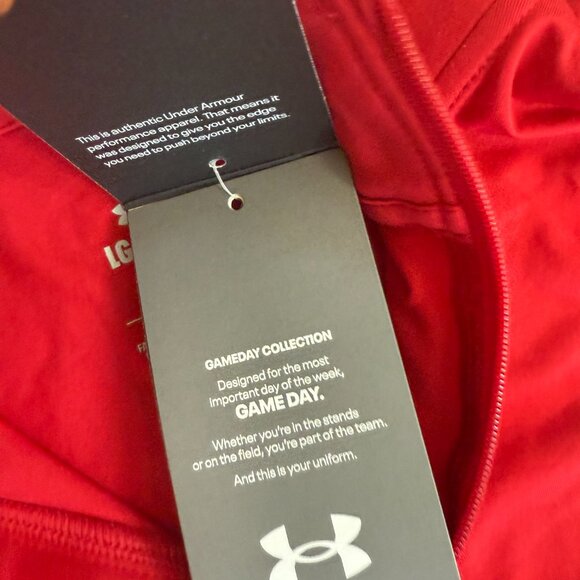 This is authentic Under Armour
performance apparel. That means it
was designed to give you the edge
you need to push beyond your limits.
LG
GAMEDAY COLLECTION
Designed for the most
important day of the week,
GAME DAY.
Whether you're in the stands
or on the field, you're part of the team.
And this is your uniform.